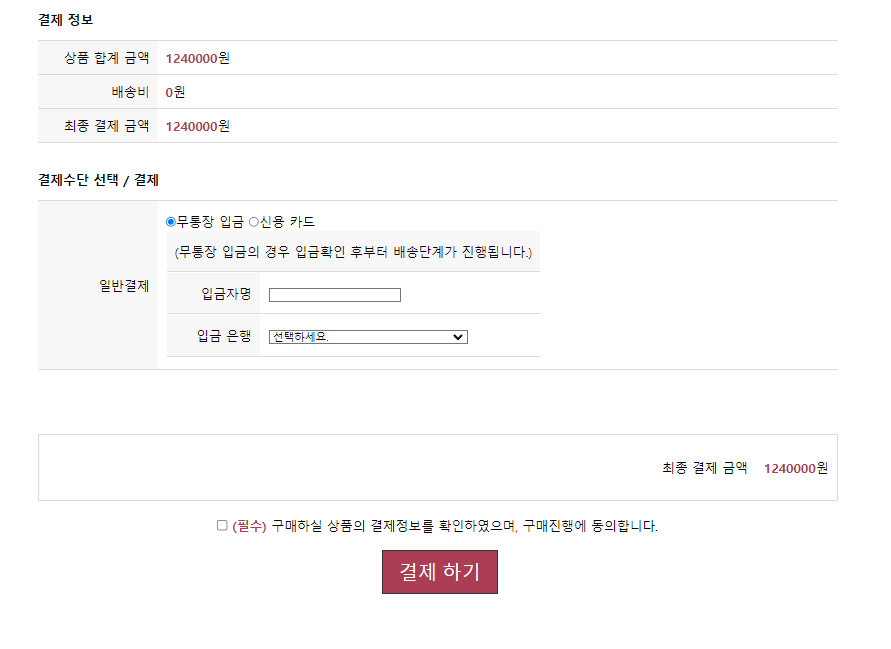 결제 정보
상품 합계 금액 1240000원
배송비 0원
최종 결제 금액 1240000원
결제수단 선택 / 결제
무통장 입금 신용 카드
(무통장 입금의 경우 입금확인 후부터 배송단계가 진행됩니다.)
일반결제
입금자명
입금 은행 선택하세요.
최종 결제 금액 1240000원
(필수) 구매하실 상품의 결제정보를 확인하였으며, 구매진행에 동의합니다.
결제 하기